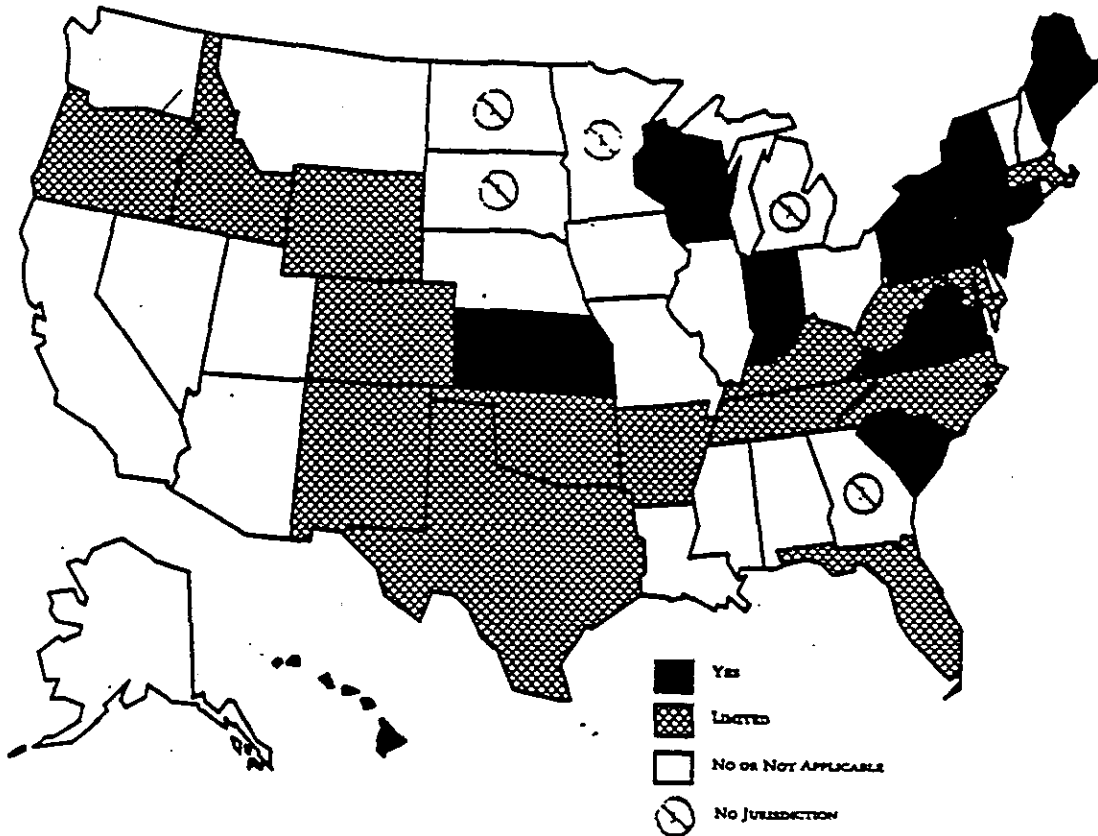 YES
LIMITED
NO OR NOT APPLICABLE
NO JURISDICTION